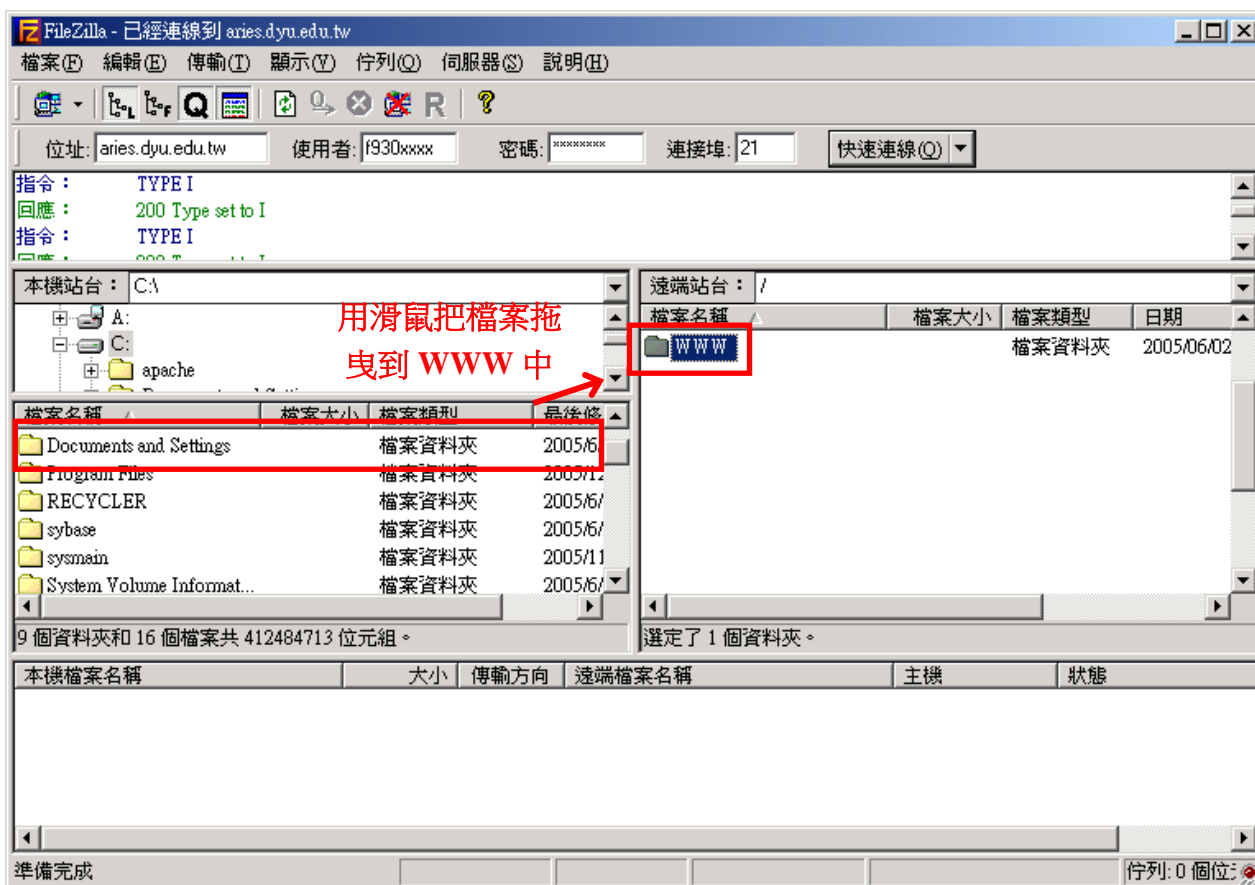 FileZilla - 已經連線到 aries.dyu.edu.tw
檔案(F) 編輯(E) 傳輸(T) 顯示(V) 佇列(Q) 伺服器(S) 說明(H)
位址: aries.dyu.edu.tw 使用者: f930xxxx 密碼: ******** 連接埠: 21 快速連線(Q)
指令： TYPE I
回應： 200 Type set to I
指令： TYPE I
本機站台： C:\
遠端站台： /
A:
C:
apache
用滑鼠把檔案拖
曳到 WWW 中
檔案名稱 檔案大小 檔案類型 日期
WWW 檔案資料夾 2005/06/02
檔案名稱 檔案大小 檔案類型 最後修
Documents and Settings 檔案資料夾 2005/6/
Program Files 檔案資料夾 2005/12
RECYCLER 檔案資料夾 2005/6/
sybase 檔案資料夾 2005/6/
sysmain 檔案資料夾 2005/11
System Volume Informat... 檔案資料夾 2005/6/
9 個資料夾和 16 個檔案共 412484713 位元組。
選定了 1 個資料夾。
本機檔案名稱 大小 傳輸方向 遠端檔案名稱 主機 狀態
準備完成 佇列: 0 個位